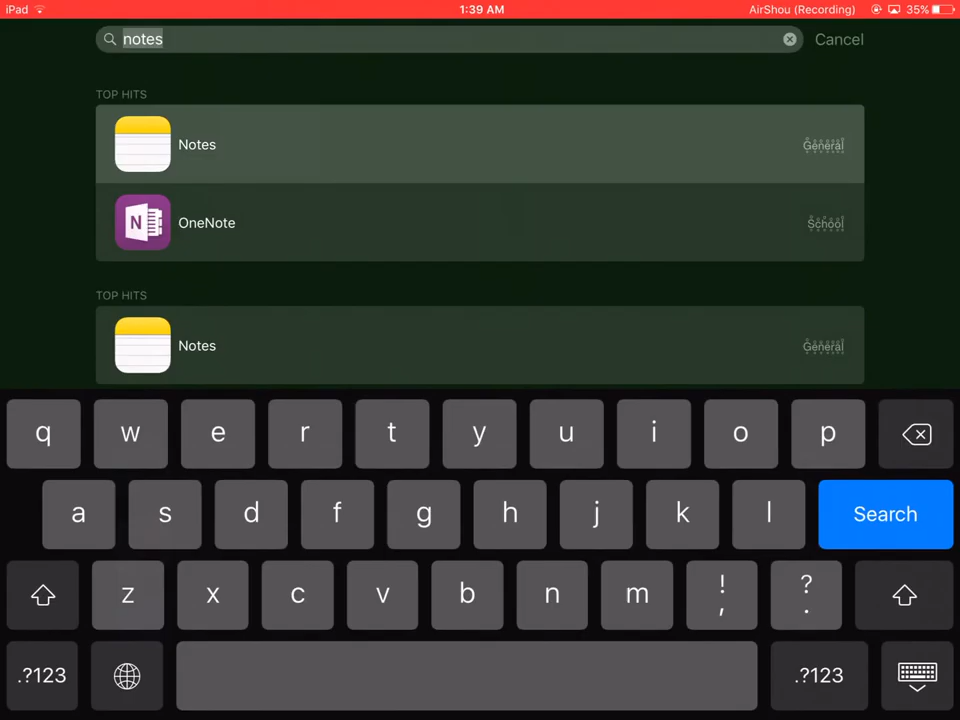 iPad 1:39 AM AirShou (Recording) 35%
notes Cancel
TOP HITS
Notes General
N OneNote School
TOP HITS
Notes General
q w e r t y u i o p
a s d f g h j k l Search
z x c v b n m ! , ? .
.?123 .?123